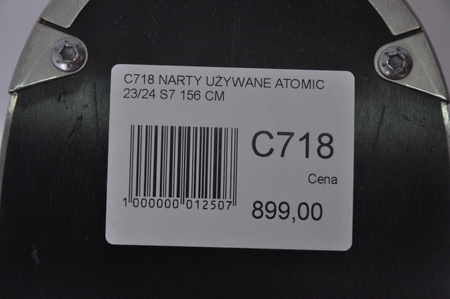 C718 NARTY UŻYWANE ATOMIC
23/24 S7 156 CM
C718
Cena
1 000000 012507
899,00